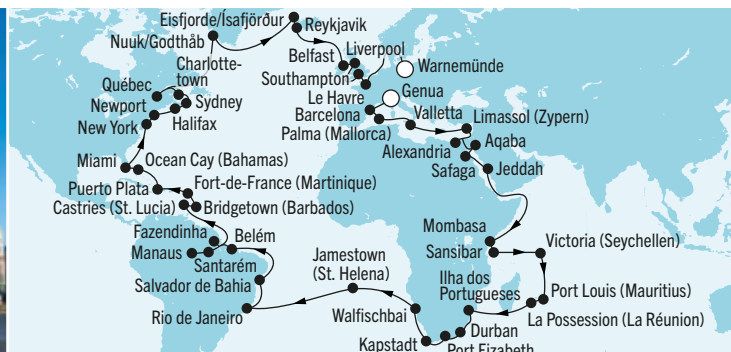 Eisfjorde/Ísafjörður
Reykjavik
Nuuk/Godthåb
Belfast
Liverpool
Warnemünde
Charlotte-
town
Southampton
Québec
Le Havre
Genua
Newport
Sydney
Barcelona
Valletta
Limassol (Zypern)
New York
Halifax
Palma (Mallorca)
Alexandria
Aqaba
Miami
Ocean Cay (Bahamas)
Safaga
Jeddah
Puerto Plata
Fort-de-France (Martinique)
Castries (St. Lucia)
Bridgetown (Barbados)
Mombasa
Fazendinha
Belém
Sansibar
Victoria (Seychellen)
Manaus
Jamestown
(St. Helena)
Santarém
Ilha dos
Portugueses
Salvador de Bahia
Port Louis (Mauritius)
Rio de Janeiro
Walfischbai
La Possession (La Réunion)
Durban
Kapstadt
Port Elizabeth